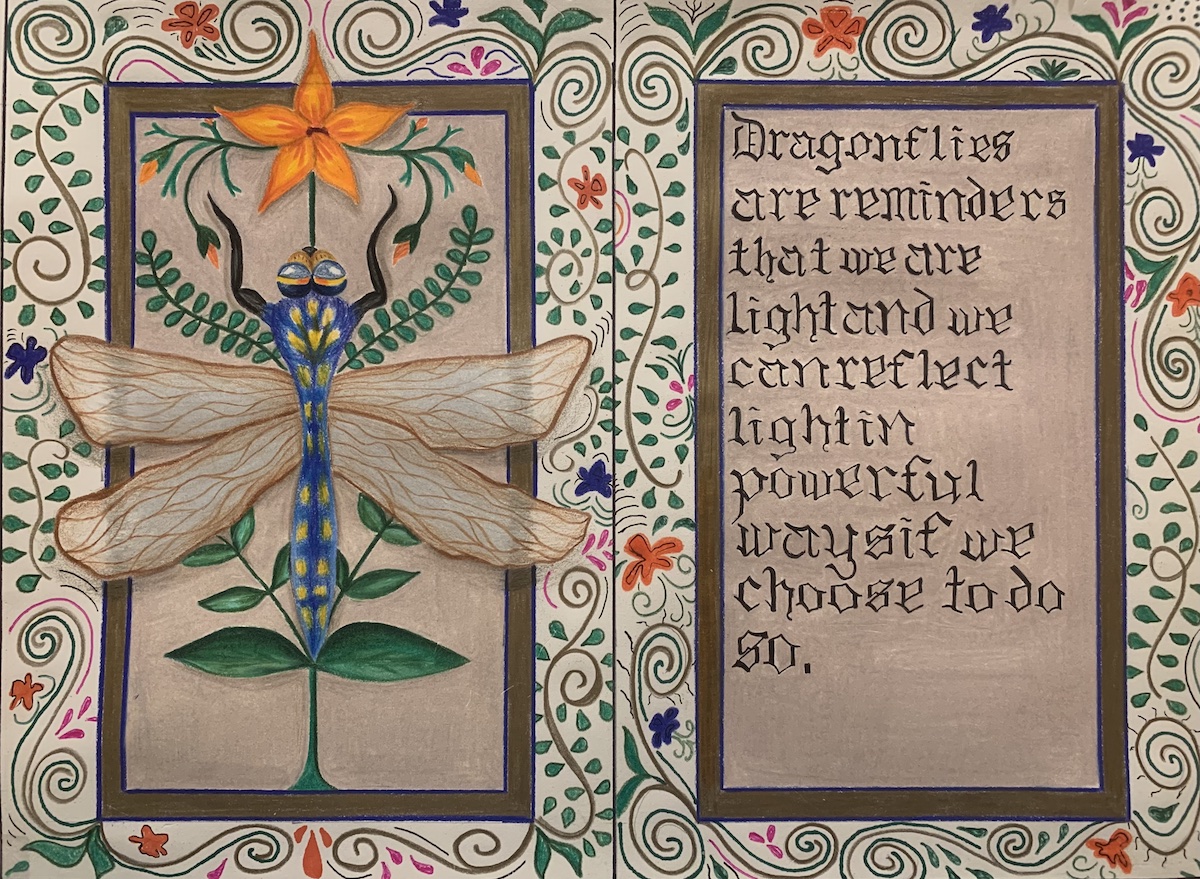 Dragonflies
are reminders
that we are
light and we
can reflect
light in
powerful
ways if we
choose to do
so.